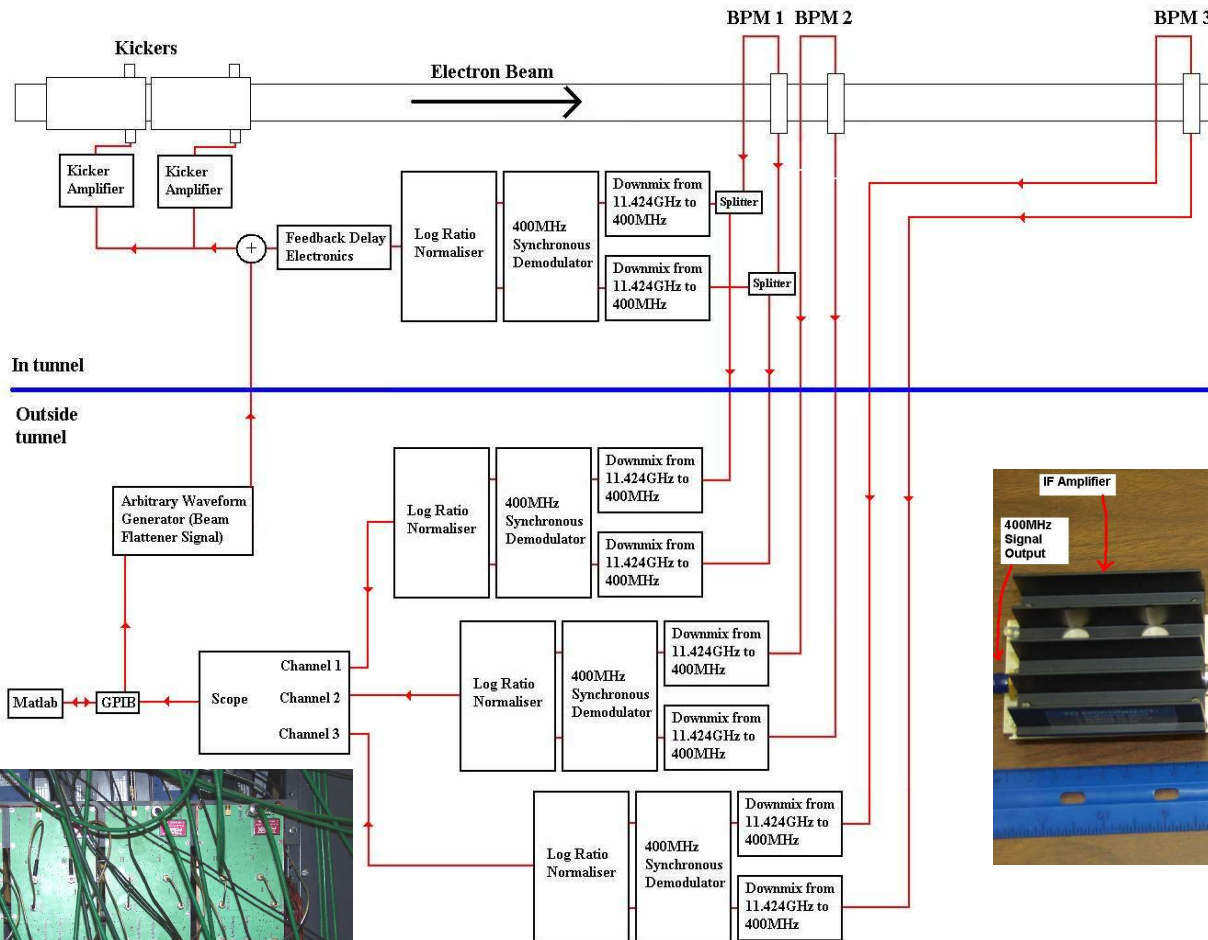 BPM 1
BPM 2
BPM 3
Kickers
Electron Beam
Kicker
Amplifier
Kicker
Amplifier
+
Feedback Delay
Electronics
Log Ratio
Normaliser
400MHz
Synchronous
Demodulator
Downmix from
11.424GHz to
400MHz
Downmix from
11.424GHz to
400MHz
Splitter
Splitter
In tunnel
Outside
tunnel
Arbitrary Waveform
Generator (Beam
Flattener Signal)
Log Ratio
Normaliser
400MHz
Synchronous
Demodulator
Downmix from
11.424GHz to
400MHz
Downmix from
11.424GHz to
400MHz
Matlab
GPIB
Scope
Channel 1
Channel 2
Channel 3
Log Ratio
Normaliser
400MHz
Synchronous
Demodulator
Downmix from
11.424GHz to
400MHz
Downmix from
11.424GHz to
400MHz
Log Ratio
Normaliser
400MHz
Synchronous
Demodulator
Downmix from
11.424GHz to
400MHz
Downmix from
11.424GHz to
400MHz
IF Amplifier
400MHz
Signal
Output